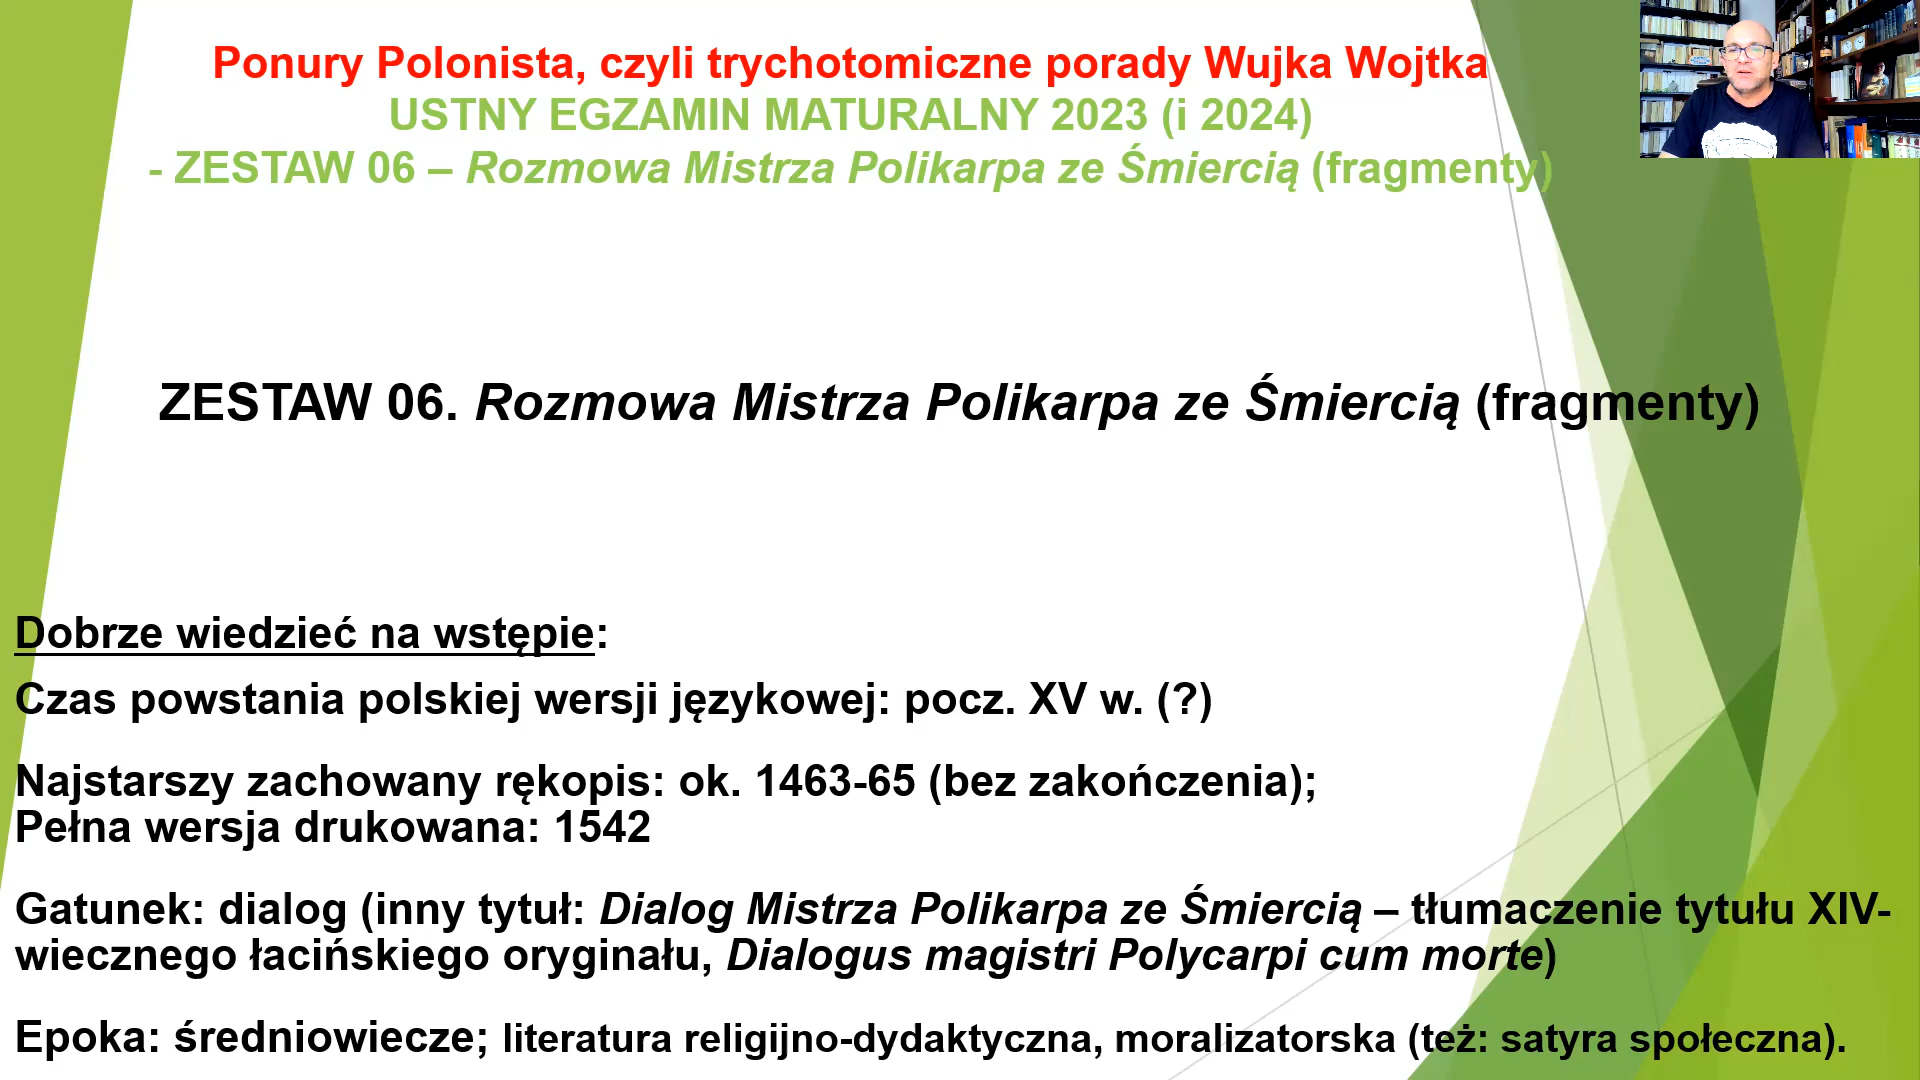 Ponury Polonista, czyli trychotomiczne porady Wujka Wojtka
USTNY EGZAMIN MATURALNY 2023 (i 2024)
- ZESTAW 06 – Rozmowa Mistrza Polikarpa ze Śmiercią (fragmenty)
ZESTAW 06. Rozmowa Mistrza Polikarpa ze Śmiercią (fragmenty)
Dobrze wiedzieć na wstępie:
Czas powstania polskiej wersji językowej: pocz. XV w. (?)
Najstarszy zachowany rękopis: ok. 1463-65 (bez zakończenia);
Pełna wersja drukowana: 1542
Gatunek: dialog (inny tytuł: Dialog Mistrza Polikarpa ze Śmiercią – tłumaczenie tytułu XIV-
wiecznego łacińskiego oryginału, Dialogus magistri Polycarpi cum morte)
Epoka: średniowiecze; literatura religijno-dydaktyczna, moralizatorska (też: satyra społeczna).